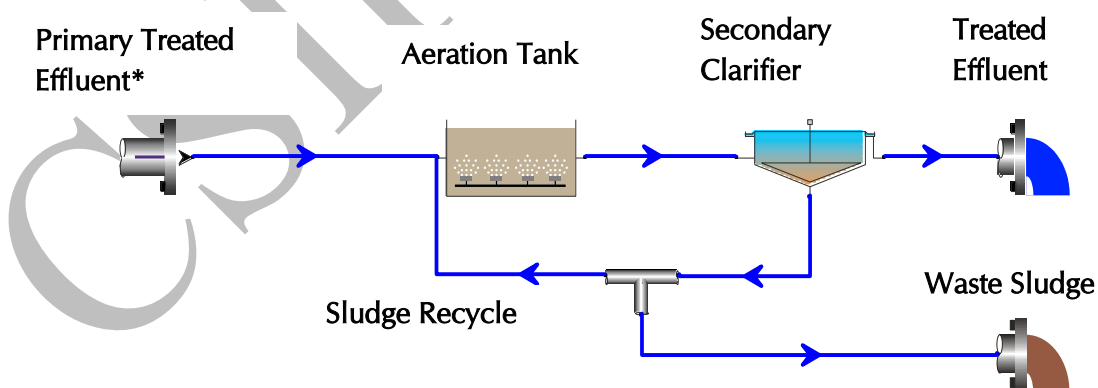 Primary Treated
Effluent*
Aeration Tank
Secondary
Clarifier
Treated
Effluent
Sludge Recycle
Waste Sludge